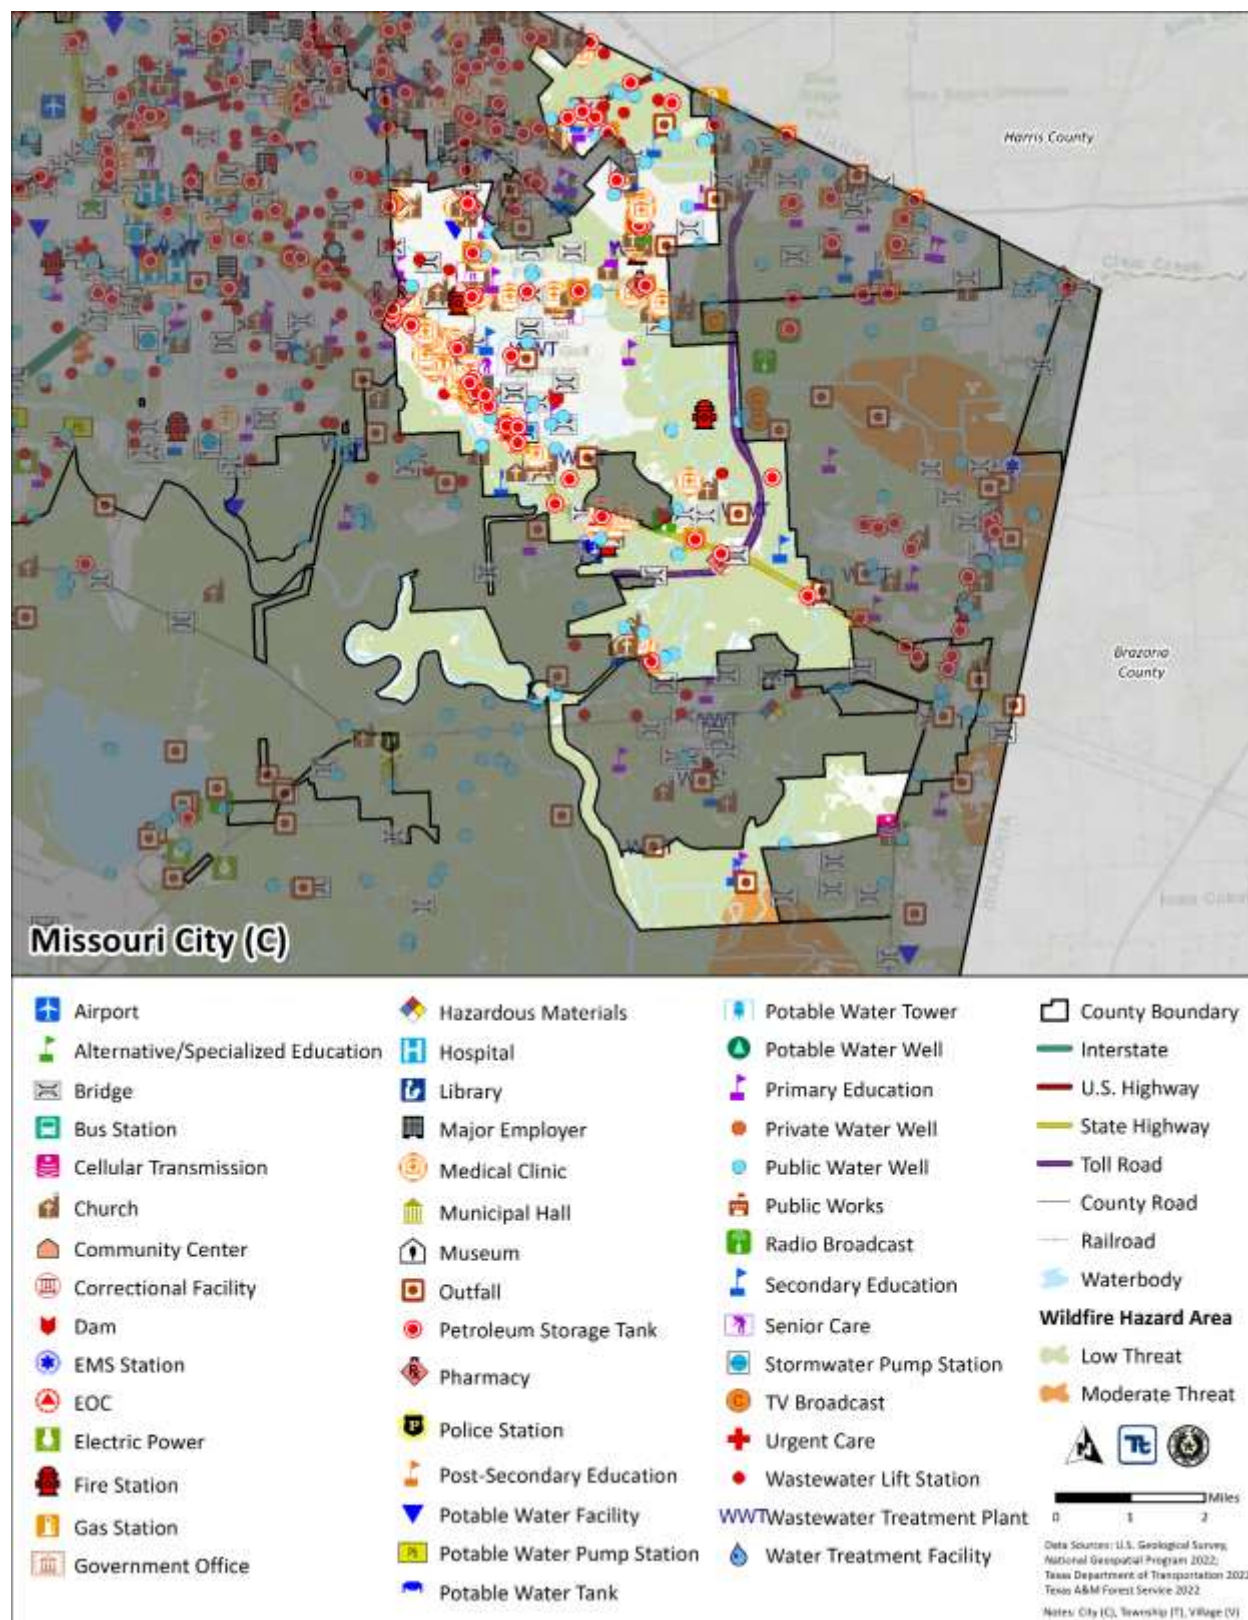 Harris County
Brazoria
County
Missouri City (C)
Airport
Alternative/Specialized Education
Bridge
Bus Station
Cellular Transmission
Church
Community Center
Correctional Facility
Dam
EMS Station
EOC
Electric Power
Fire Station
Gas Station
Government Office
Hazardous Materials
Hospital
Library
Major Employer
Medical Clinic
Municipal Hall
Museum
Outfall
Petroleum Storage Tank
Pharmacy
Police Station
Post-Secondary Education
Potable Water Facility
Potable Water Pump Station
Potable Water Tank
Potable Water Tower
Potable Water Well
Primary Education
Private Water Well
Public Water Well
Public Works
Radio Broadcast
Secondary Education
Senior Care
Stormwater Pump Station
TV Broadcast
Urgent Care
Wastewater Lift Station
WWT Wastewater Treatment Plant
Water Treatment Facility
County Boundary
Interstate
U.S. Highway
State Highway
Toll Road
County Road
Railroad
Waterbody
Wildfire Hazard Area
Low Threat
Moderate Threat
Miles
0 1 2
Data Sources: U.S. Geological Survey,
National Geospatial Program 2022;
Texas Department of Transportation 2022
Texas A&M Forest Service 2022
Notes: City (C), Township (T), Village (V)